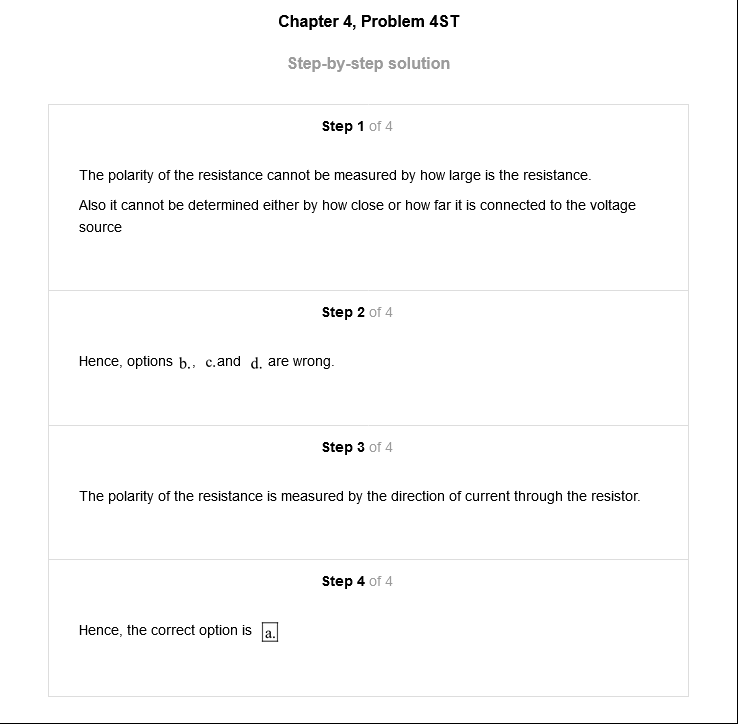 Chapter 4, Problem 4ST
Step-by-step solution
Step 1 of 4
The polarity of the resistance cannot be measured by how large is the resistance.
Also it cannot be determined either by how close or how far it is connected to the voltage
source
Step 2 of 4
Hence, options b., c.and d. are wrong.
Step 3 of 4
The polarity of the resistance is measured by the direction of current through the resistor.
Step 4 of 4
Hence, the correct option is a.